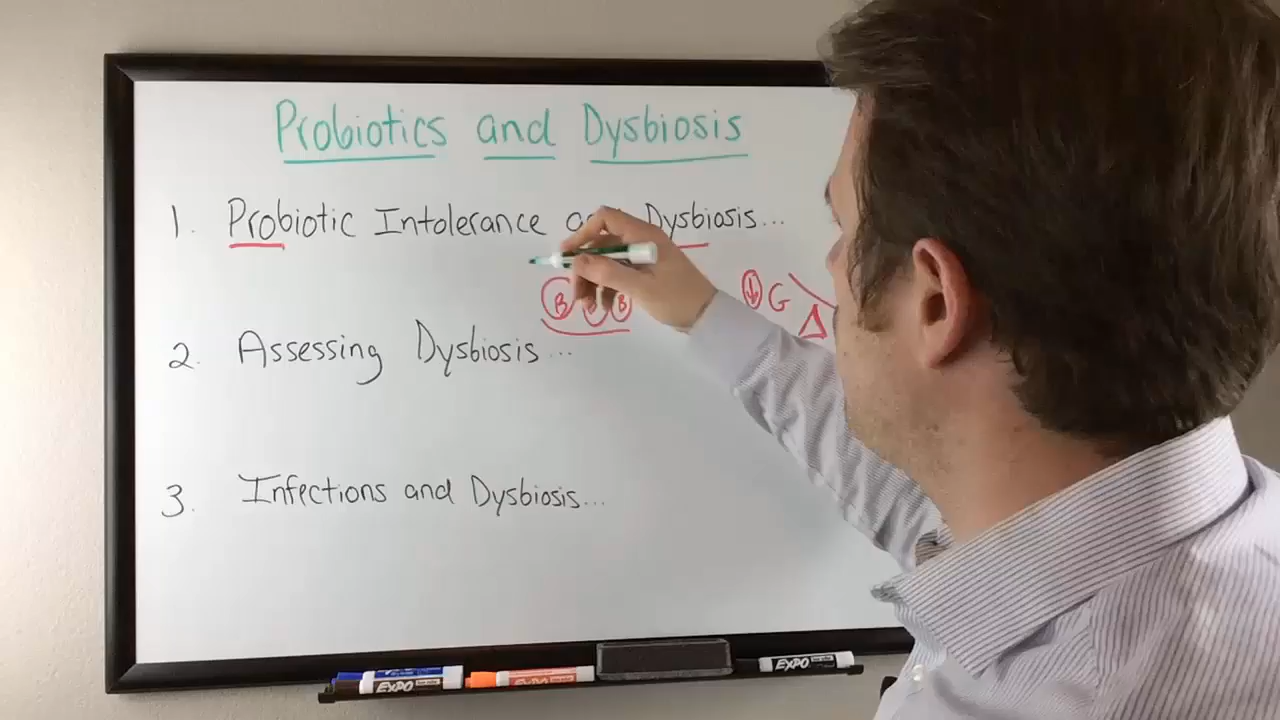 Probiotics and Dysbiosis
1. Probiotic Intolerance Dysbiosis...
B B B
↓ G
Δ
2. Assessing Dysbiosis...
3. Infections and Dysbiosis...
EXPO
EXPO